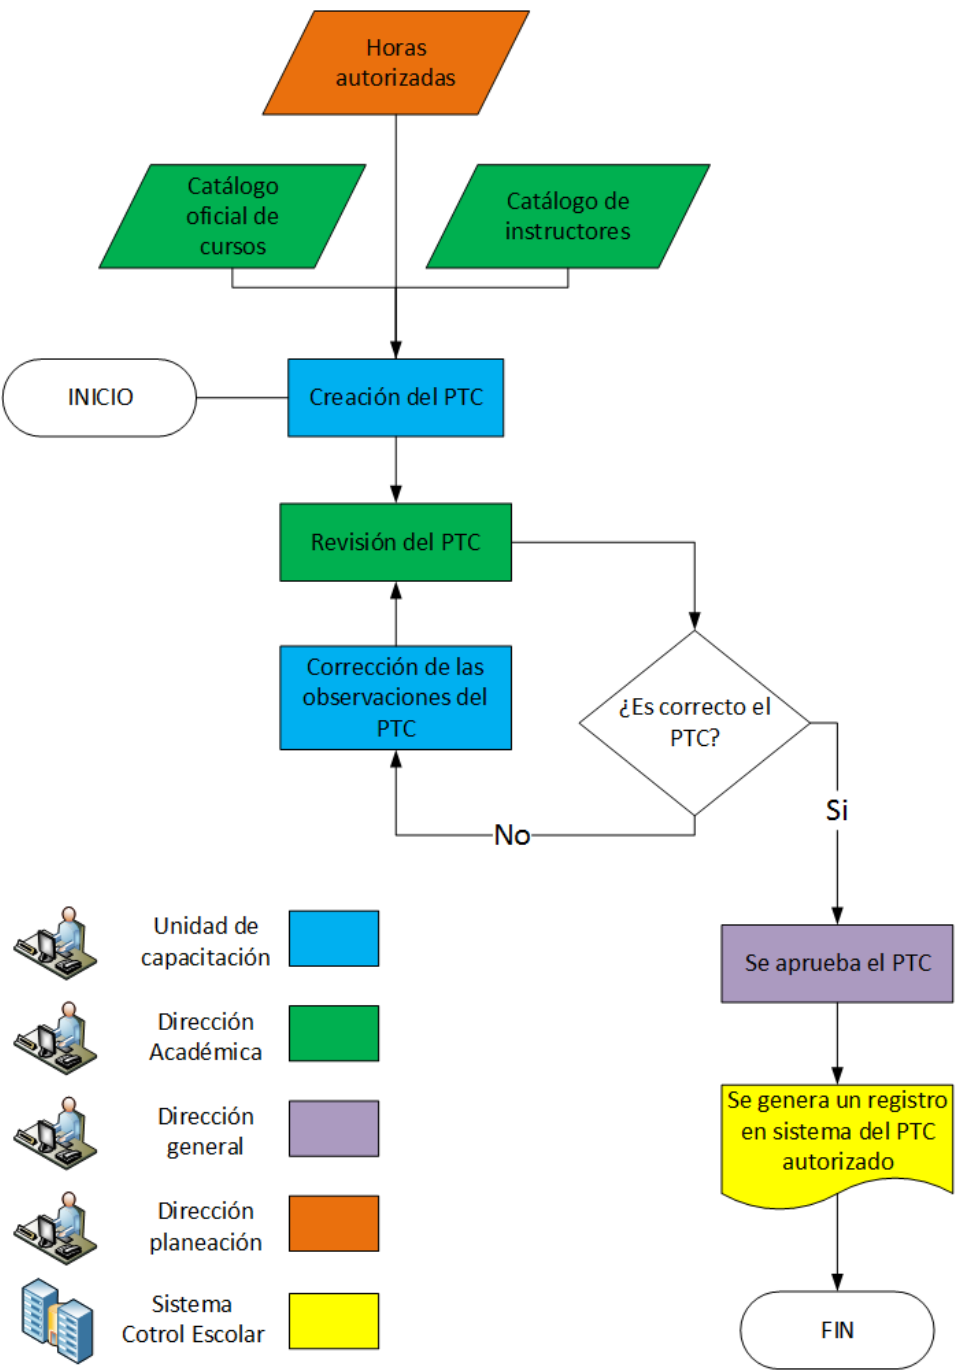 Horas
autorizadas
Catálogo
oficial de
cursos
Catálogo de
instructores
INICIO
Creación del PTC
Revisión del PTC
Corrección de las
observaciones del
PTC
¿Es correcto el
PTC?
No
Si
Se aprueba el PTC
Se genera un registro
en sistema del PTC
autorizado
FIN
Unidad de
capacitación
Dirección
Académica
Dirección
general
Dirección
planeación
Sistema
Cotrol Escolar